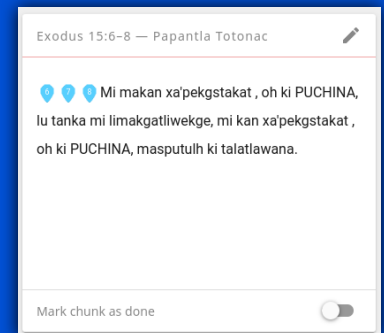 Exodus 15:6–8 — Papantla Totonac
6 7 8 Mi makan xa'pekgstakat , oh ki PUCHINA,
lu tanka mi limakgatliwekge, mi kan xa'pekgstakat ,
oh ki PUCHINA, masputulh ki talatlawana.
Mark chunk as done